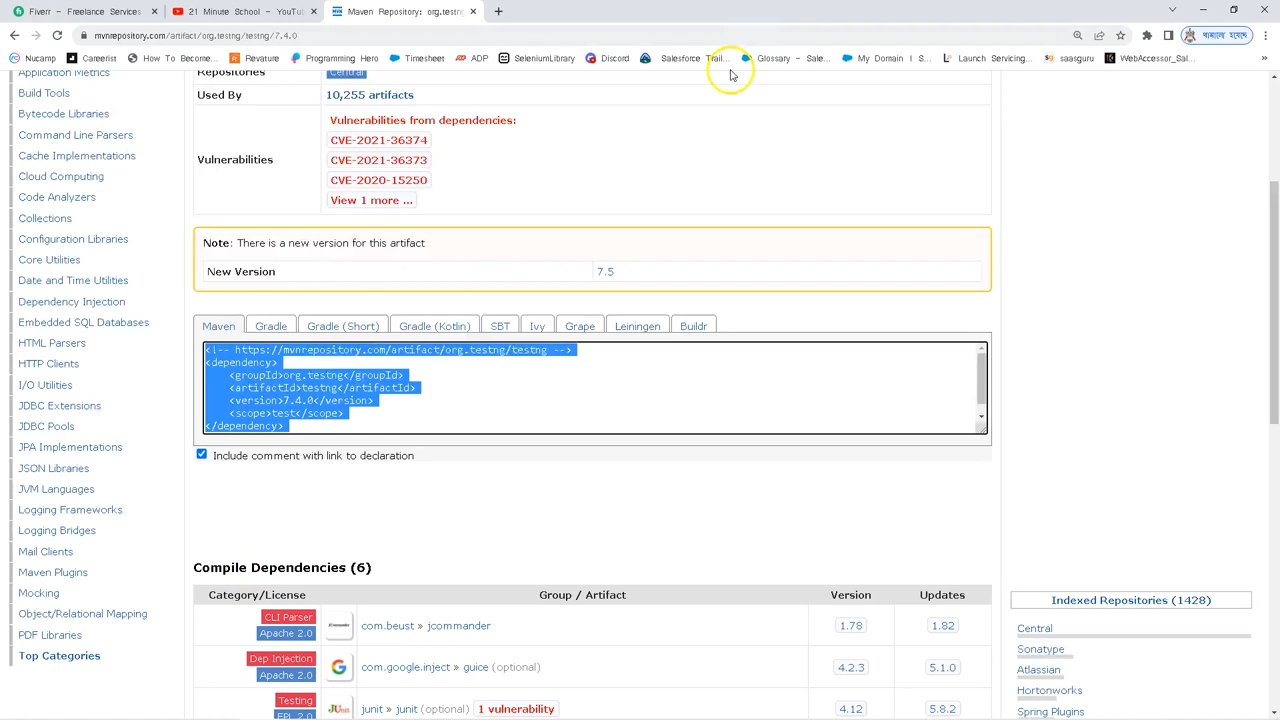 Fiverr - Freelance Services
21 Minute School - YouTu
Maven Repository: org.testng
mvnrepository.com/artifact/org.testng/testng/7.4.0
থামানো হয়েছে
Nucamp
Careerist
How To Become...
Revature
Programming Hero
Timesheet
ADP
SeleniumLibrary
Discord
Salesforce Trail...
Glossary - Sale...
My Domain | S...
Launch Servicing...
saasguru
WebAccessor_Sal...
»
Application Metrics
Build Tools
Bytecode Libraries
Command Line Parsers
Cache Implementations
Cloud Computing
Code Analyzers
Collections
Configuration Libraries
Core Utilities
Date and Time Utilities
Dependency Injection
Embedded SQL Databases
HTML Parsers
HTTP Clients
I/O Utilities
JDBC Extensions
JDBC Pools
JPA Implementations
JSON Libraries
JVM Languages
Logging Frameworks
Logging Bridges
Mail Clients
Maven Plugins
Mocking
Object/Relational Mapping
PDF Libraries
Top Categories
Repositories Central
Used By 10,255 artifacts
Vulnerabilities
Vulnerabilities from dependencies:
CVE-2021-36374
CVE-2021-36373
CVE-2020-15250
View 1 more ...
Note: There is a new version for this artifact
New Version 7.5
Maven Gradle Gradle (Short) Gradle (Kotlin) SBT Ivy Grape Leiningen Buildr
<!-- https://mvnrepository.com/artifact/org.testng/testng -->
<dependency>
<groupId>org.testng</groupId>
<artifactId>testng</artifactId>
<version>7.4.0</version>
<scope>test</scope>
</dependency>
Include comment with link to declaration
Compile Dependencies (6)
Category/License Group / Artifact Version Updates
CLI Parser
Apache 2.0
com.beust » jcommander 1.78 1.82
Dep Injection
Apache 2.0
com.google.inject » guice (optional) 4.2.3 5.1.0
Testing
EPL 2.0
junit » junit (optional) 1 vulnerability 4.12 5.8.2
Indexed Repositories (1428)
Central
Sonatype
Atlassian
Hortonworks
Spring Plugins